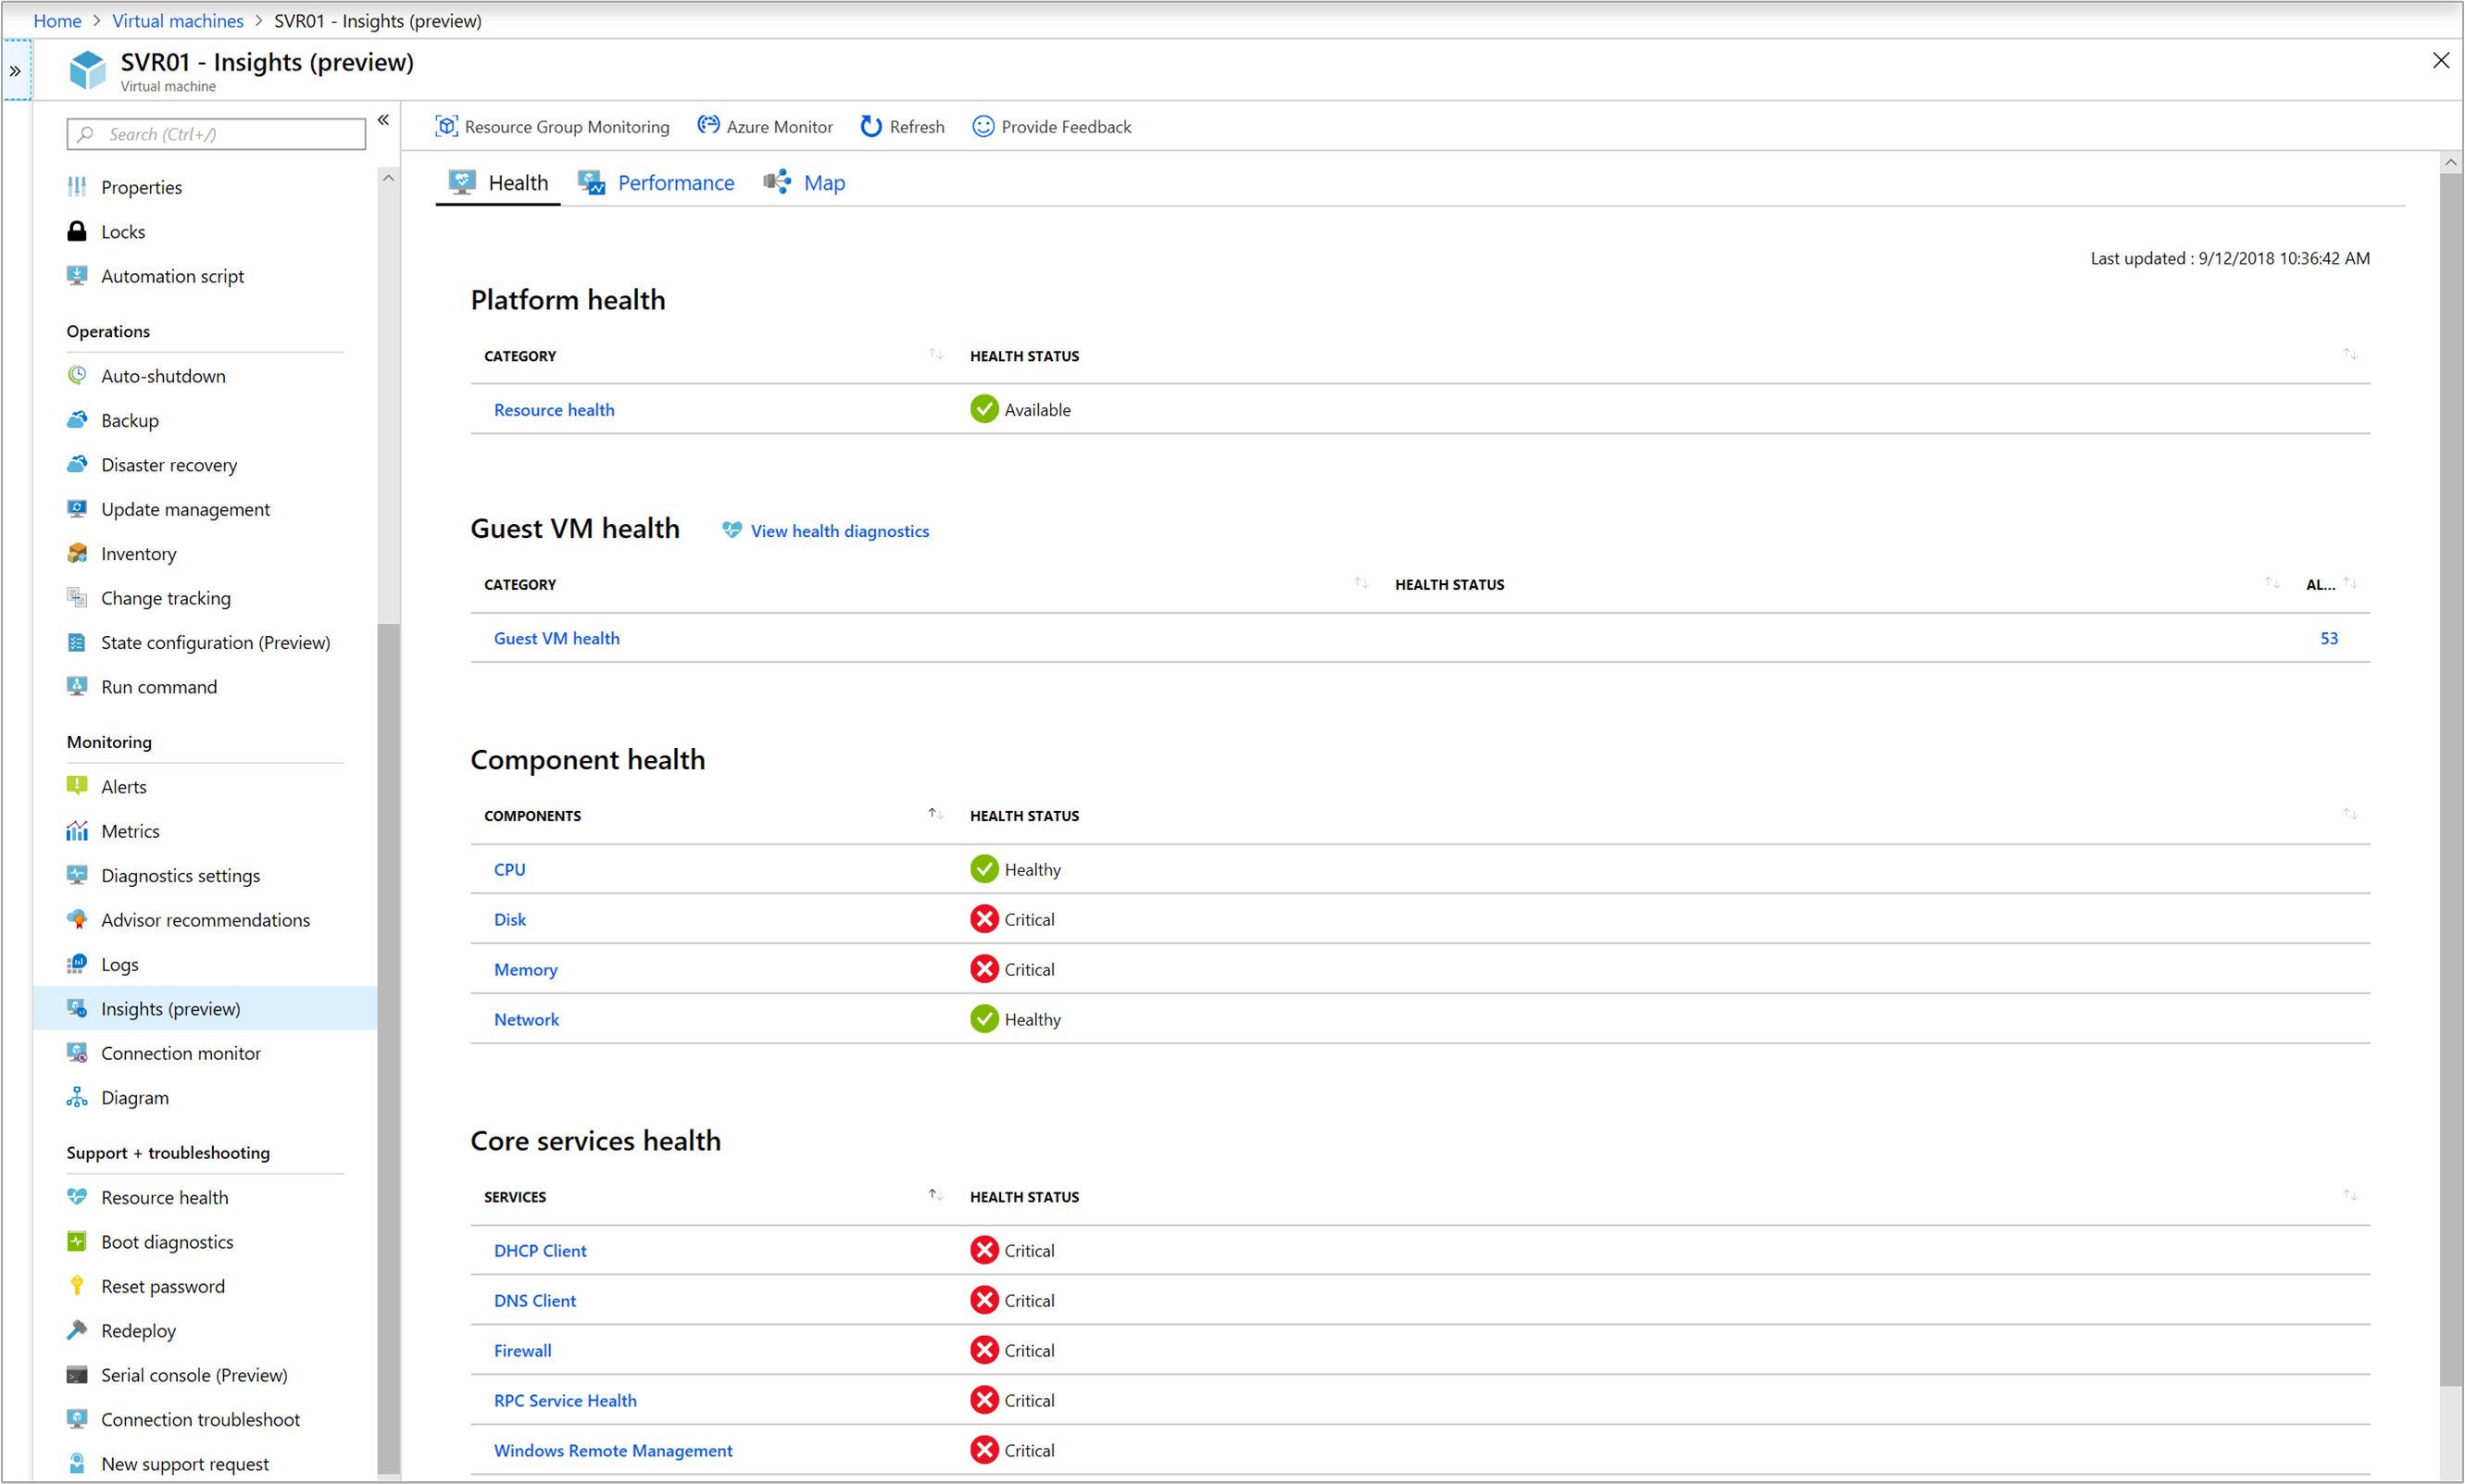 Home > Virtual machines > SVR01 - Insights (preview)
SVR01 - Insights (preview)
Virtual machine
Search (Ctrl+/)
Properties
Locks
Automation script
Operations
Auto-shutdown
Backup
Disaster recovery
Update management
Inventory
Change tracking
State configuration (Preview)
Run command
Monitoring
Alerts
Metrics
Diagnostics settings
Advisor recommendations
Logs
Insights (preview)
Connection monitor
Diagram
Support + troubleshooting
Resource health
Boot diagnostics
Reset password
Redeploy
Serial console (Preview)
Connection troubleshoot
New support request
Resource Group Monitoring Azure Monitor Refresh Provide Feedback
Health Performance Map
Last updated : 9/12/2018 10:36:42 AM
Platform health
CATEGORY HEALTH STATUS
Resource health Available
Guest VM health View health diagnostics
CATEGORY HEALTH STATUS AL...
Guest VM health 53
Component health
COMPONENTS HEALTH STATUS
CPU Healthy
Disk Critical
Memory Critical
Network Healthy
Core services health
SERVICES HEALTH STATUS
DHCP Client Critical
DNS Client Critical
Firewall Critical
RPC Service Health Critical
Windows Remote Management Critical